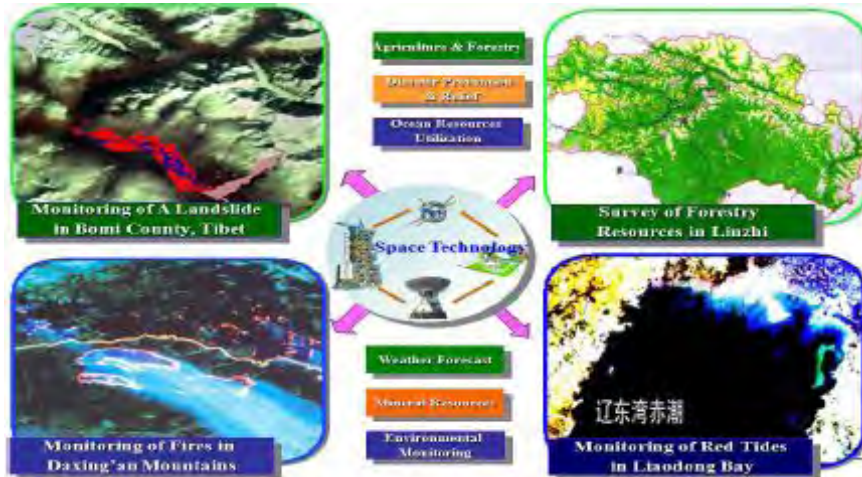 Agriculture & Forestry
Disaster Prevention
& Relief
Ocean Resources
Utilization
Monitoring of A Landslide
in Bomi County, Tibet
Survey of Forestry
Resources in Linzhi
Space Technology
Weather Forecast
Mineral Resources
Environmental
Monitoring
辽东湾赤潮
Monitoring of Fires in
Daxing'an Mountains
Monitoring of Red Tides
in Liaodong Bay